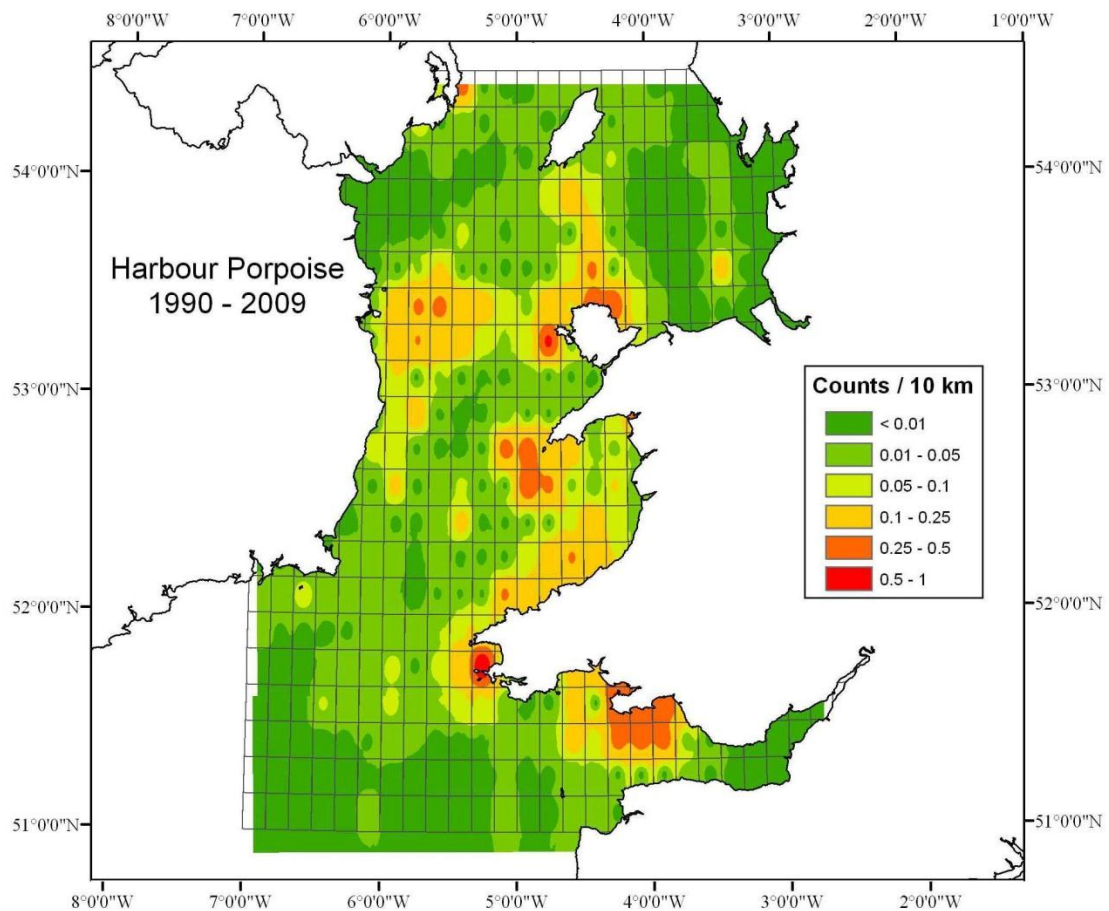 8°0'0"W 7°0'0"W 6°0'0"W 5°0'0"W 4°0'0"W 3°0'0"W 2°0'0"W 1°0'0"W
54°0'0"N 54°0'0"N
Harbour Porpoise
1990 - 2009
53°0'0"N 53°0'0"N
Counts / 10 km
< 0.01
0.01 - 0.05
0.05 - 0.1
0.1 - 0.25
0.25 - 0.5
0.5 - 1
52°0'0"N 52°0'0"N
51°0'0"N 51°0'0"N
8°0'0"W 7°0'0"W 6°0'0"W 5°0'0"W 4°0'0"W 3°0'0"W 2°0'0"W